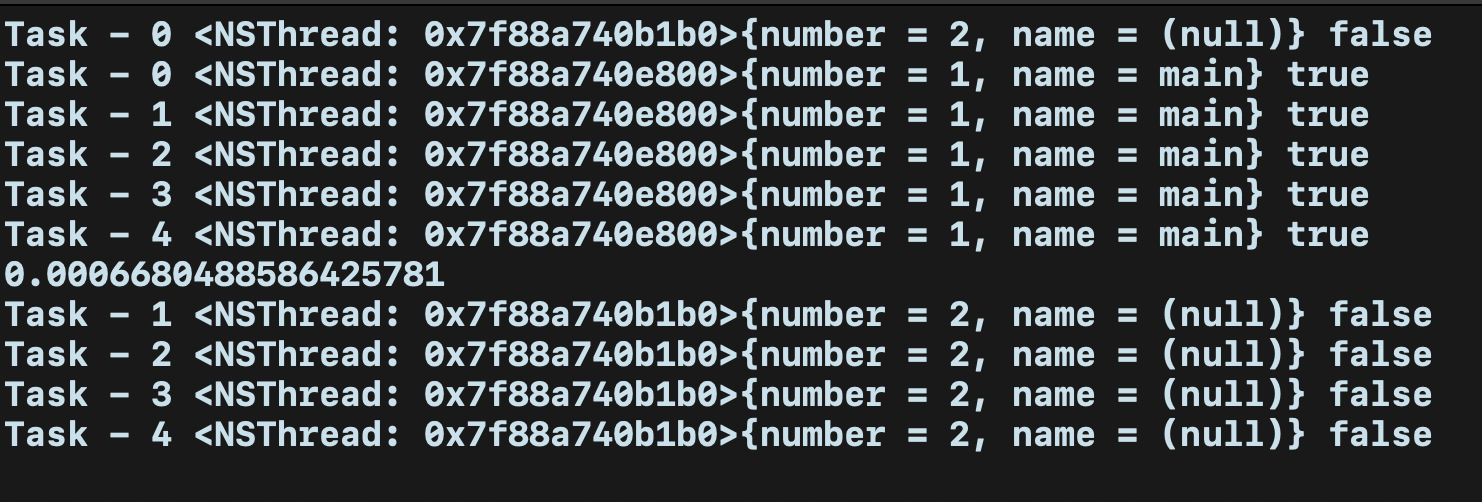 Task - 0 <NSThread: 0x7f88a740b1b0>{number = 2, name = (null)} false
Task - 0 <NSThread: 0x7f88a740e800>{number = 1, name = main} true
Task - 1 <NSThread: 0x7f88a740e800>{number = 1, name = main} true
Task - 2 <NSThread: 0x7f88a740e800>{number = 1, name = main} true
Task - 3 <NSThread: 0x7f88a740e800>{number = 1, name = main} true
Task - 4 <NSThread: 0x7f88a740e800>{number = 1, name = main} true
0.0006680488586425781
Task - 1 <NSThread: 0x7f88a740b1b0>{number = 2, name = (null)} false
Task - 2 <NSThread: 0x7f88a740b1b0>{number = 2, name = (null)} false
Task - 3 <NSThread: 0x7f88a740b1b0>{number = 2, name = (null)} false
Task - 4 <NSThread: 0x7f88a740b1b0>{number = 2, name = (null)} false